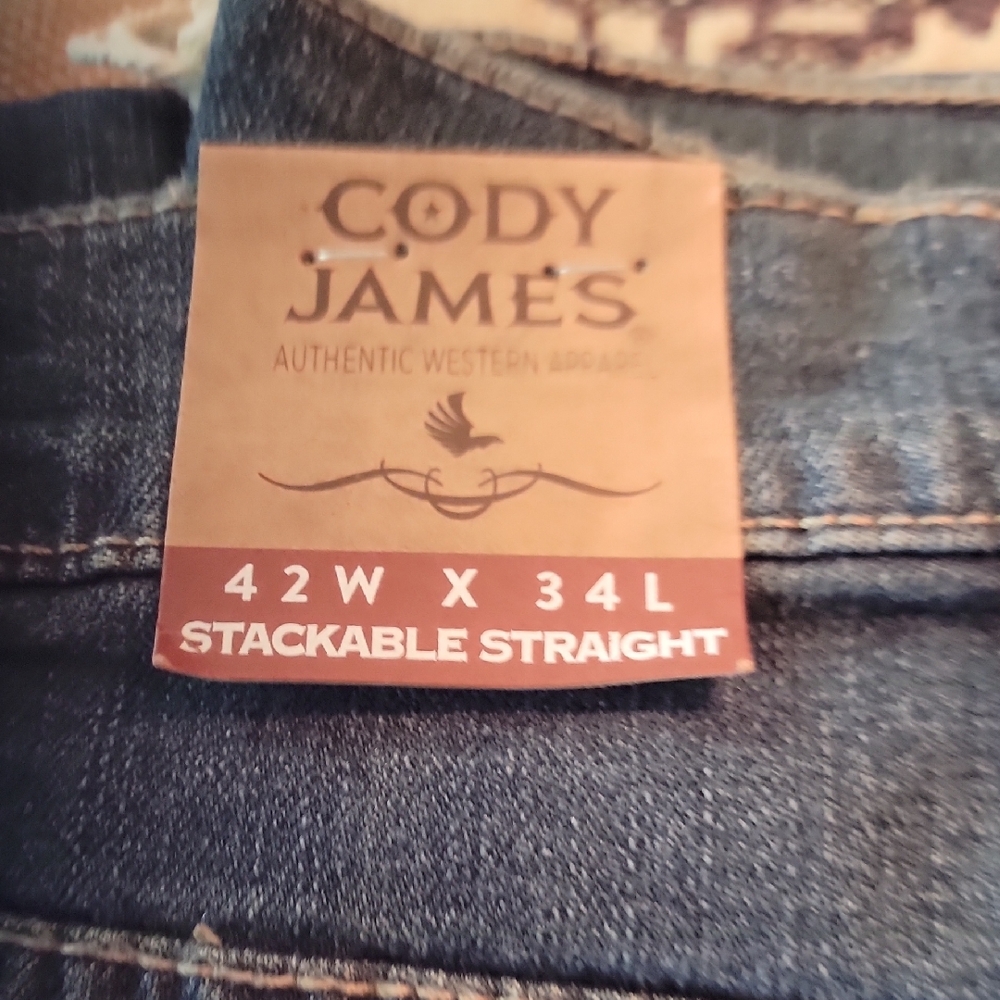 CODY
JAMES
AUTHENTIC WESTERN APPAREL
42W X 34L
STACKABLE STRAIGHT